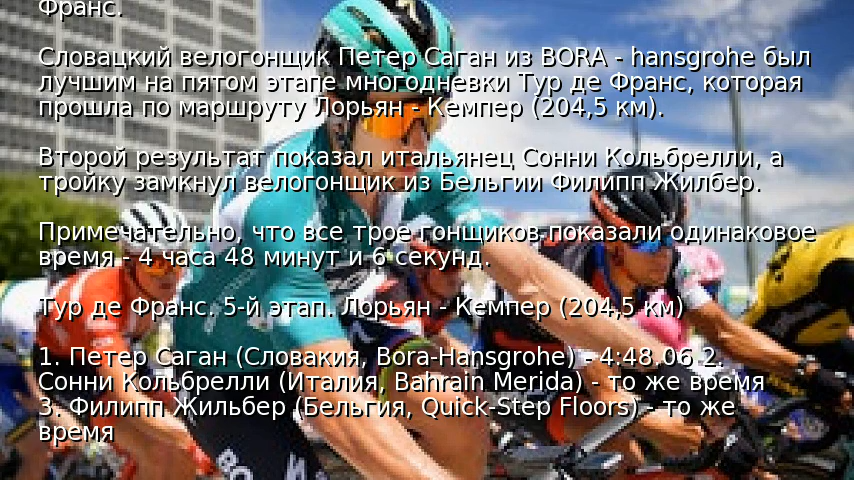 Франс.
Словацкий велогонщик Петер Саган из BORA - hansgrohe был
лучшим на пятом этапе многодневки Тур де Франс, которая
прошла по маршруту Лорьян - Кемпер (204,5 км).
Второй результат показал итальянец Сонни Кольбрелли, а
тройку замкнул велогонщик из Бельгии Филипп Жилбер.
Примечательно, что все трое гонщиков показали одинаковое
время - 4 часа 48 минут и 6 секунд.
Тур де Франс. 5-й этап. Лорьян - Кемпер (204,5 км)
1. Петер Саган (Словакия, Bora-Hansgrohe) - 4:48.06 2.
Сонни Кольбрелли (Италия, Bahrain Merida) - то же время
3. Филипп Жильбер (Бельгия, Quick-Step Floors) - то же
время